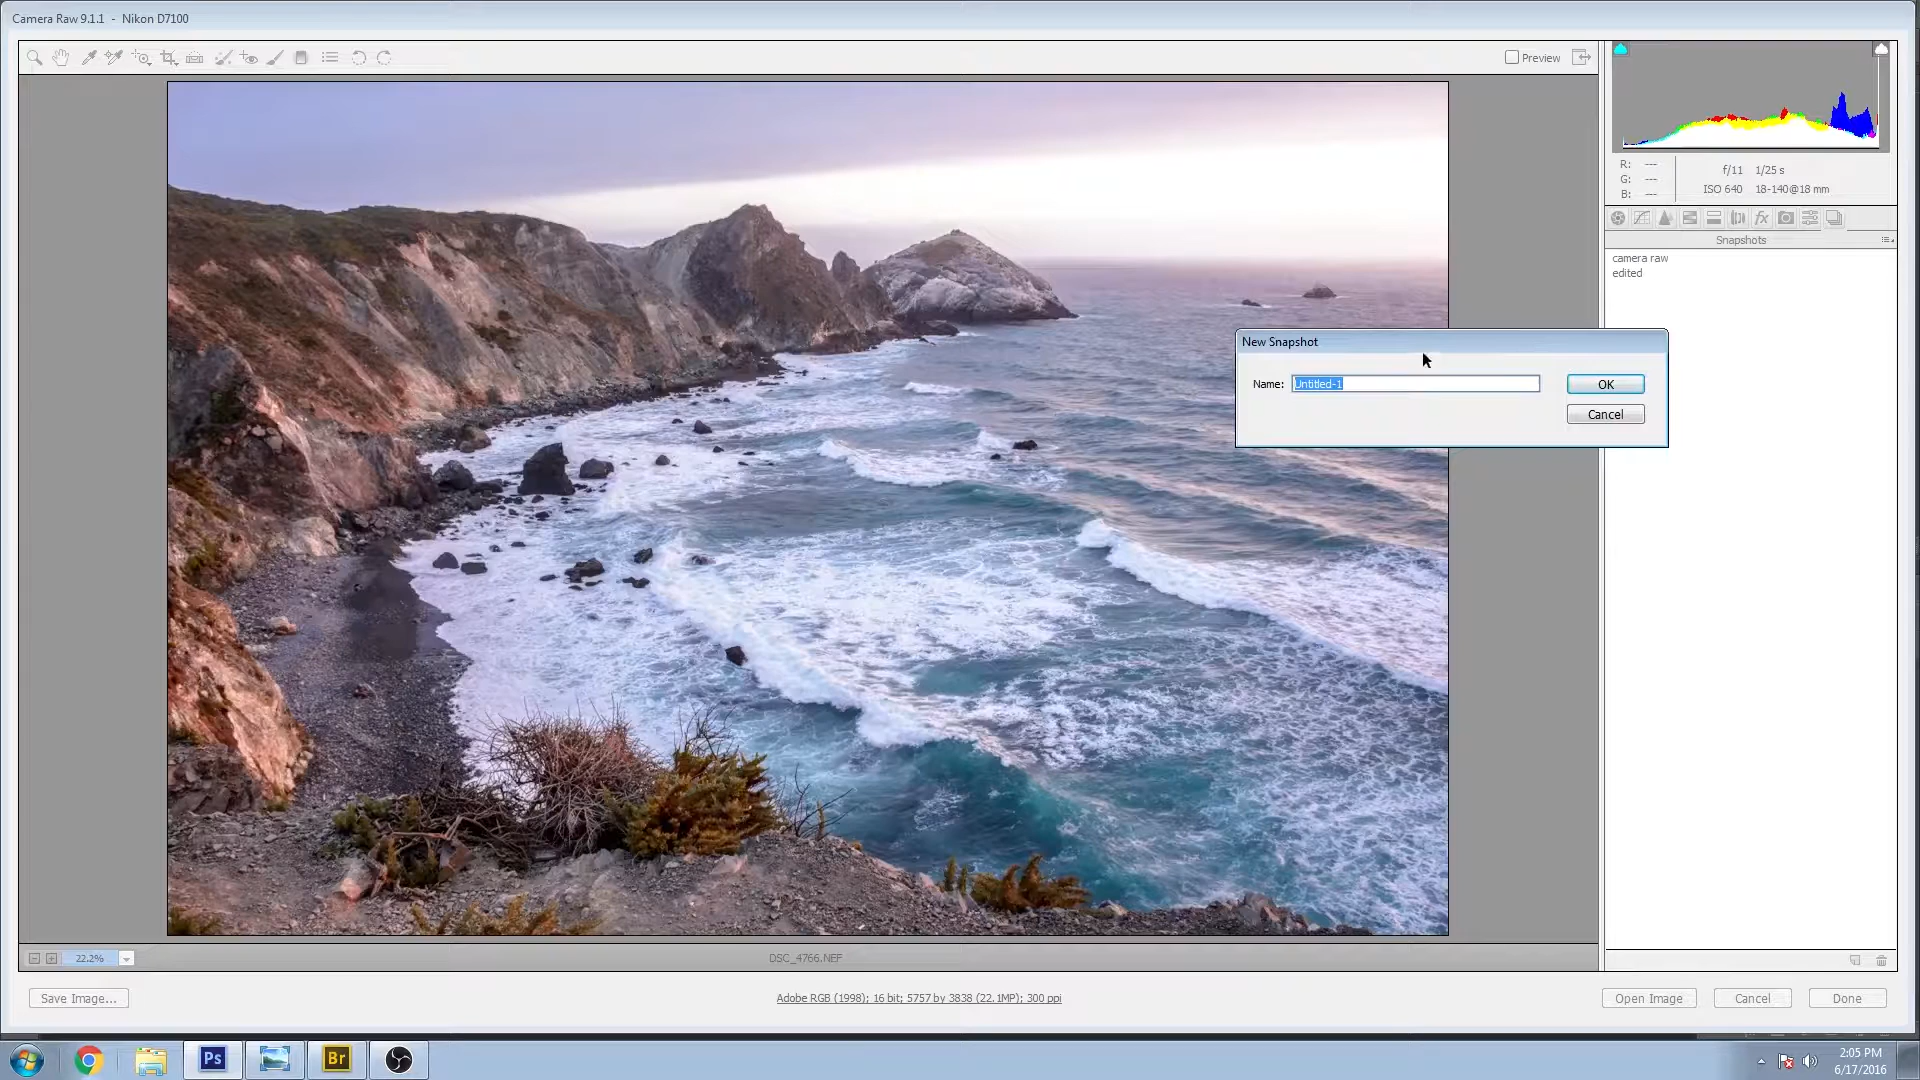 Camera Raw 9.1.1 - Nikon D7100
Preview
R: ---
G: ---
B: ---
f/11 1/25 s
ISO 640 18-140@18 mm
fx
Snapshots
camera raw
edited
New Snapshot
Name: Untitled-1
OK
Cancel
22.2%
DSC_4766.NEF
Save Image...
Adobe RGB (1998); 16 bit; 5757 by 3838 (22.1MP); 300 ppi
Open Image
Cancel
Done
Ps
Br
2:05 PM
6/17/2016